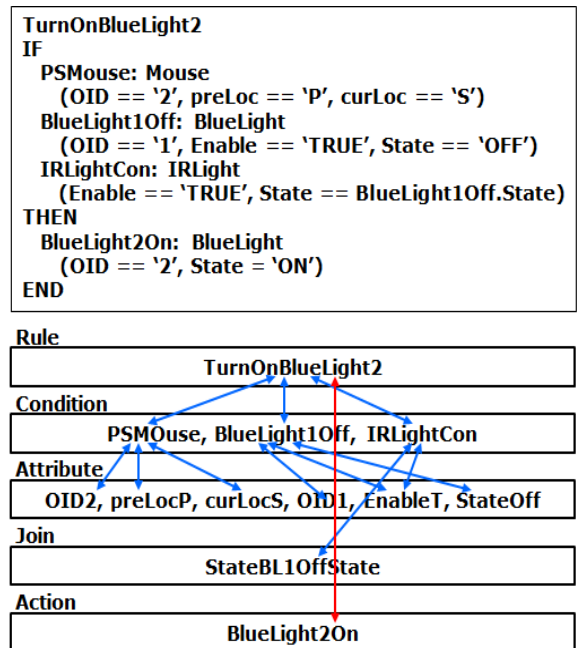 TurnOnBlueLight2
IF
PSMouse: Mouse
(OID == ‘2’, preLoc == ‘P’, curLoc == ‘S’)
BlueLight1Off: BlueLight
(OID == ‘1’, Enable == ‘TRUE’, State == ‘OFF’)
IRLightCon: IRLight
(Enable == ‘TRUE’, State == BlueLight1Off.State)
THEN
BlueLight2On: BlueLight
(OID == ‘2’, State = ‘ON’)
END
Rule
TurnOnBlueLight2
Condition
PSMOuse, BlueLight1Off, IRLightCon
Attribute
OID2, preLocP, curLocS, OID1, EnableT, StateOff
Join
StateBL1OffState
Action
BlueLight2On